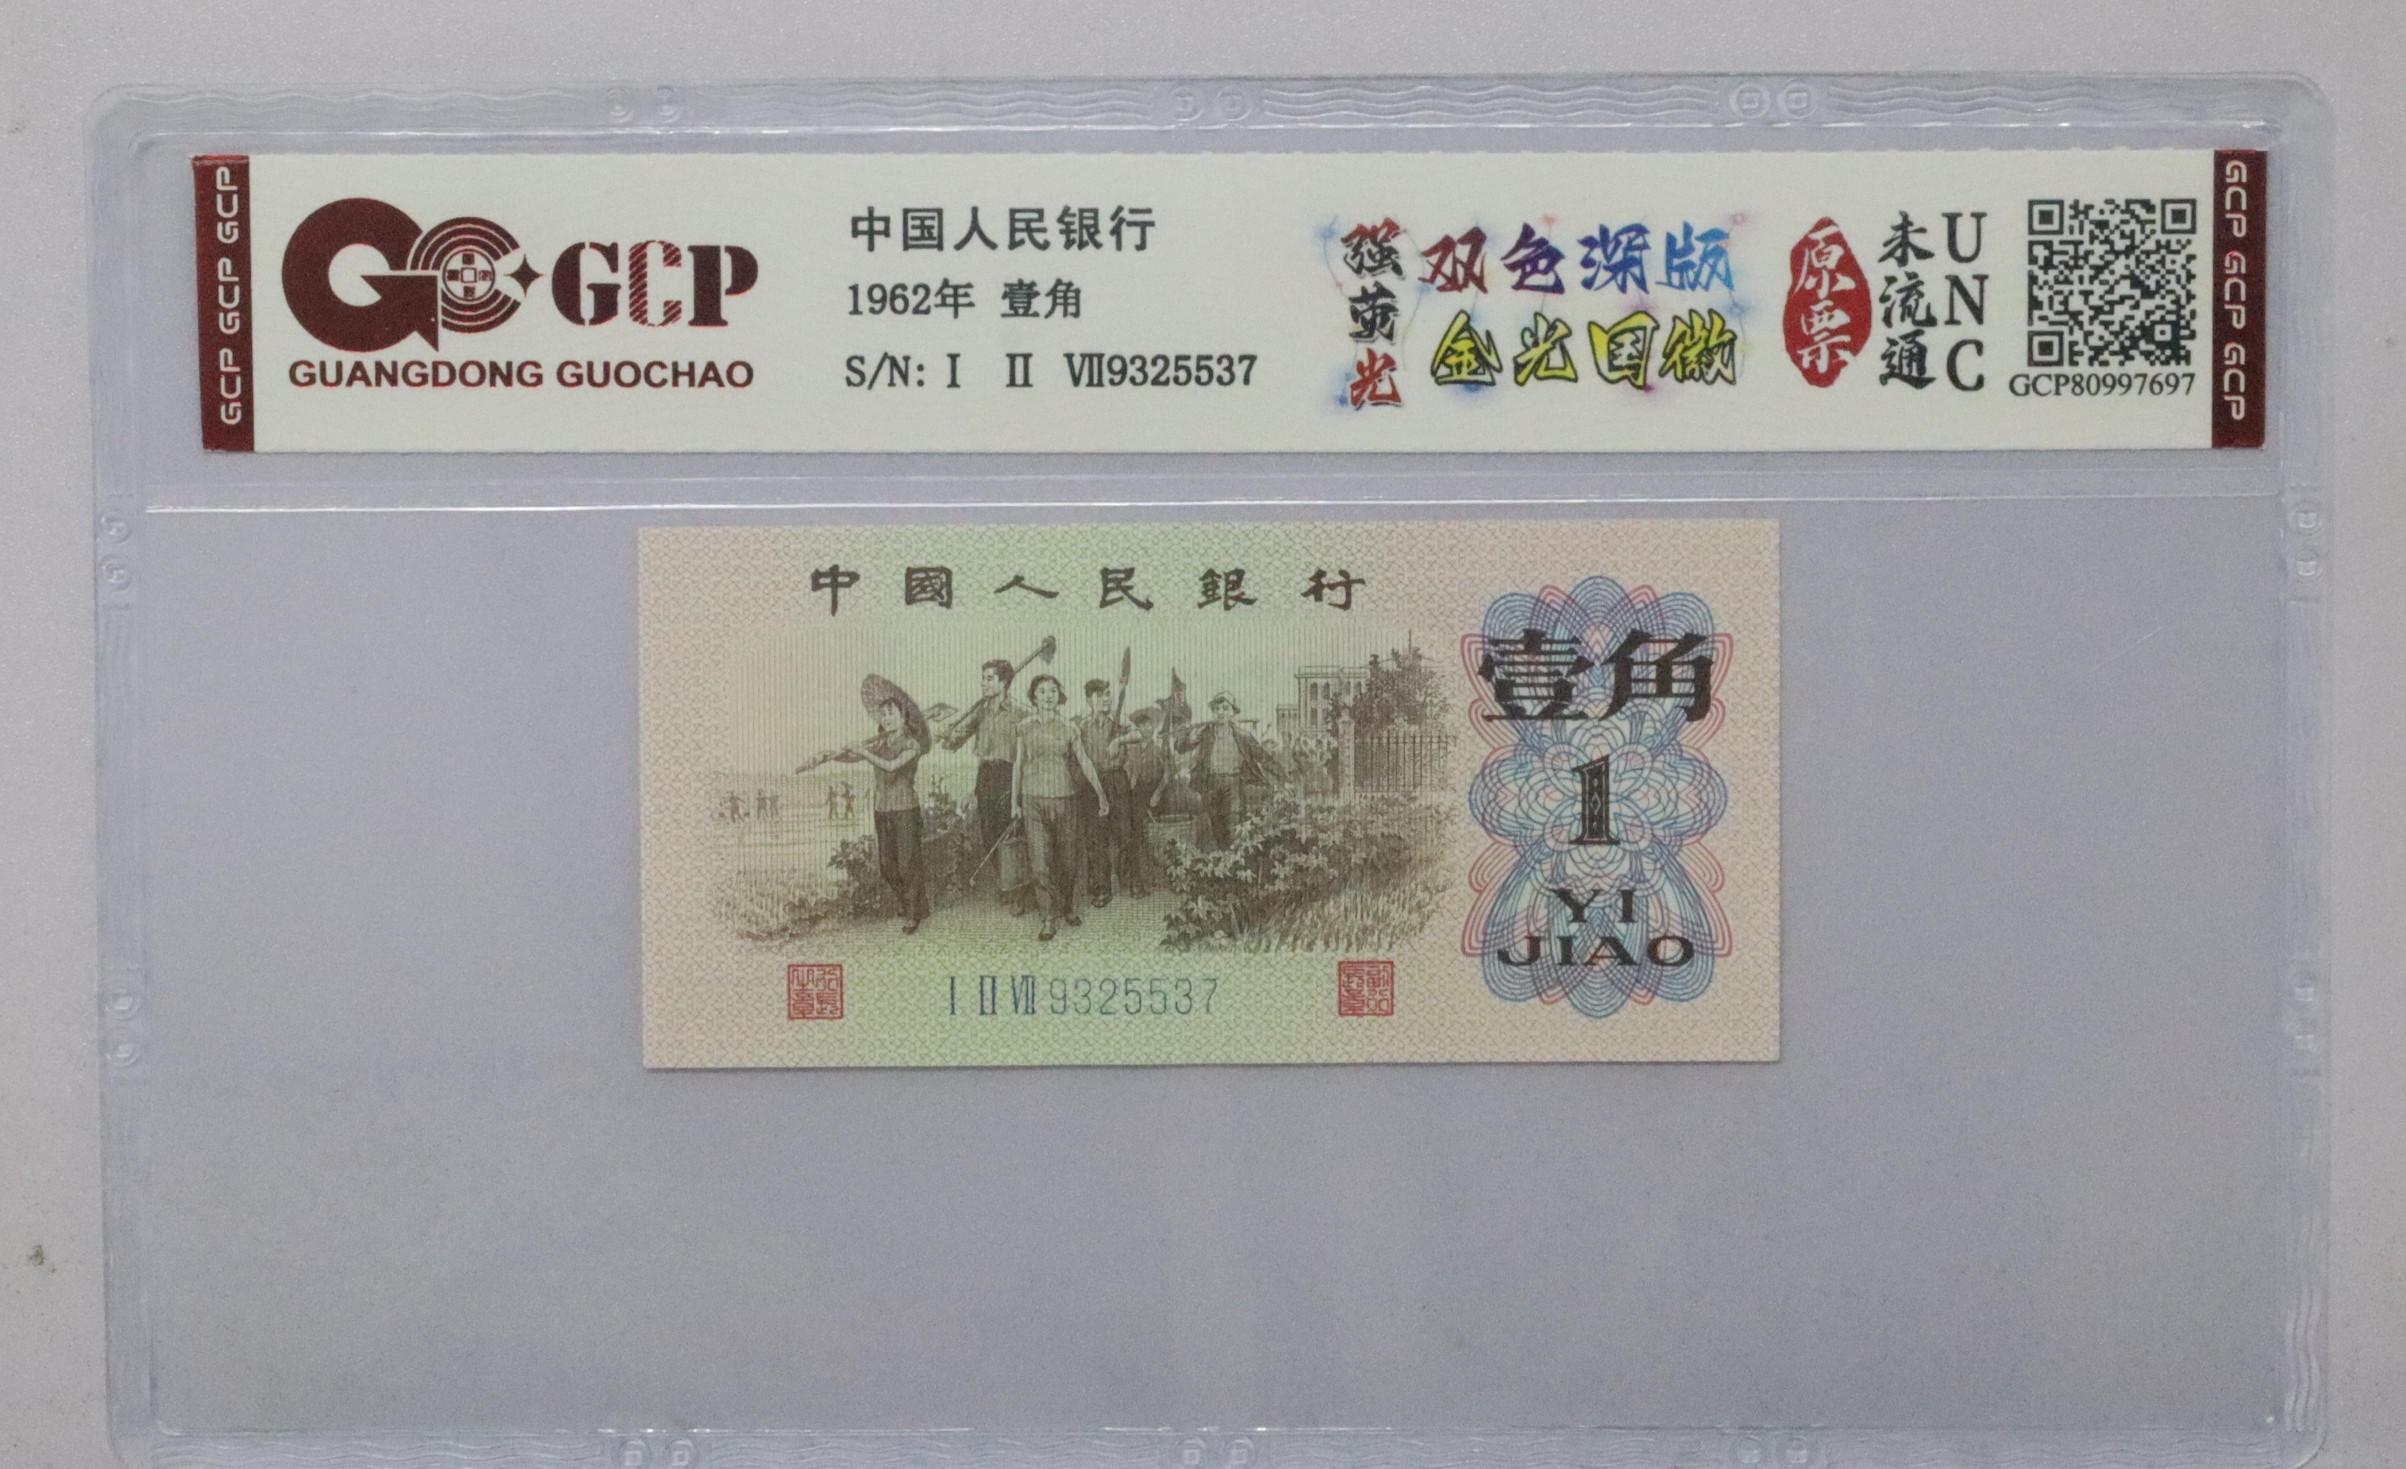 GCP GCP GCP
GCP
GUANGDONG GUOCHAO
中国人民银行
1962年 壹角
S/N: I II VII9325537
强荧光
双色深版
金光国徽
原票
未流通
UNC
GCP80997697
GCP GCP GCP
中國人民銀行
壹角
1
YI
JIAO
I II VII 9325537